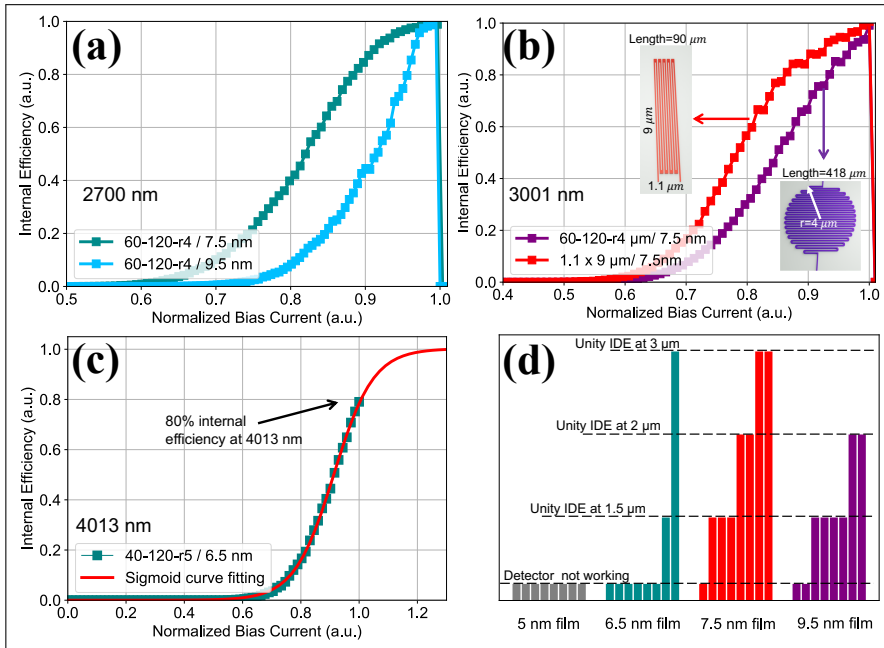 (a)
Internal Efficiency (a.u.)
1.0
0.8
0.6
0.4
0.2
0.0
2700 nm
60-120-r4 / 7.5 nm
60-120-r4 / 9.5 nm
0.5 0.6 0.7 0.8 0.9 1.0
Normalized Bias Current (a.u.)
(b)
Internal Efficiency (a.u.)
1.0
0.8
0.6
0.4
0.2
0.0
Length=90 μm
9 μm
1.1 μm
Length=418 μm
r=4 μm
3001 nm
60-120-r4 μm/ 7.5 nm
1.1 x 9 μm/ 7.5nm
0.4 0.5 0.6 0.7 0.8 0.9 1.0
Normalized Bias Current (a.u.)
(c)
Internal Efficiency (a.u.)
1.0
0.8
0.6
0.4
0.2
0.0
80% internal
efficiency at 4013 nm
4013 nm
40-120-r5 / 6.5 nm
Sigmoid curve fitting
0.0 0.2 0.4 0.6 0.8 1.0 1.2
Normalized Bias Current (a.u.)
(d)
Unity IDE at 3 μm
Unity IDE at 2 μm
Unity IDE at 1.5 μm
Detector not working
5 nm film 6.5 nm film 7.5 nm film 9.5 nm film